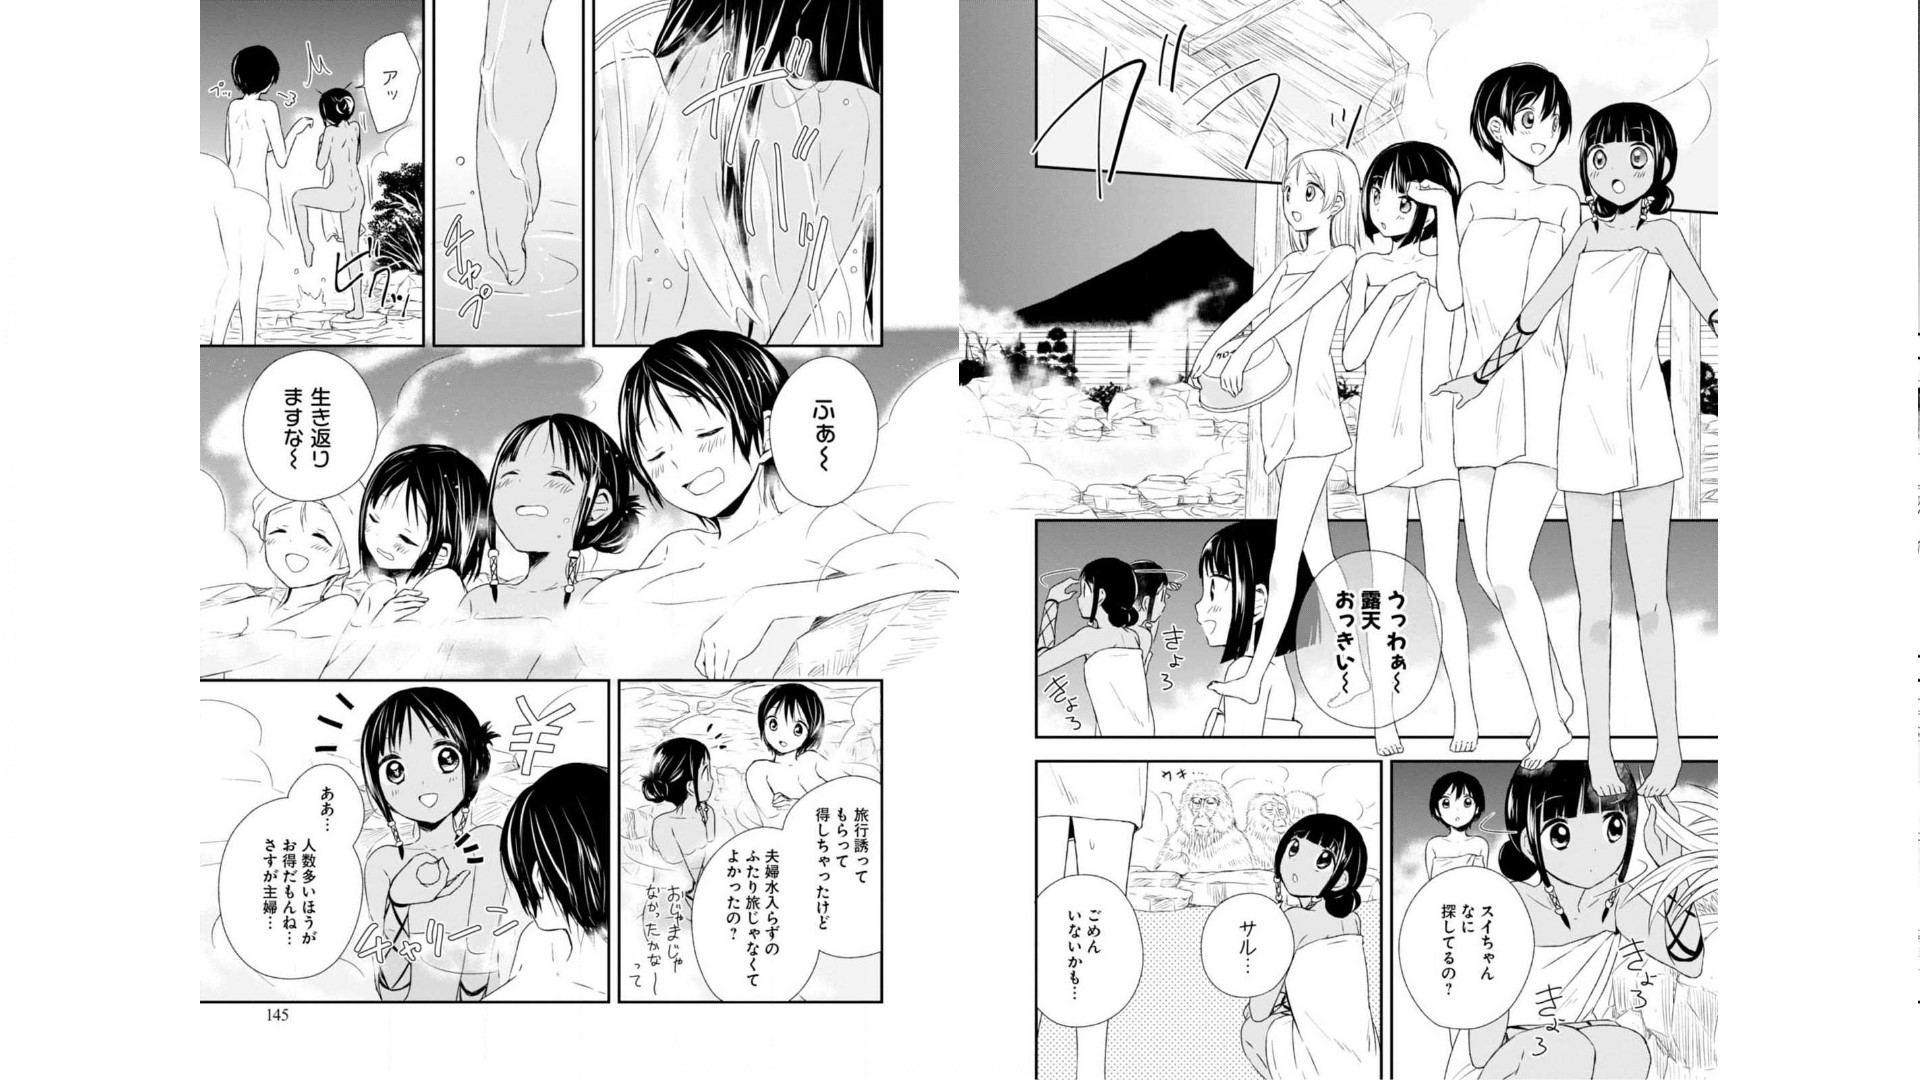 ガラッ
うっわぁ〜
露天
おっきい〜
きょろ
きょろ
スイちゃん
なに
探してるの？
きょろ
きょろ
サル…
ごめん
いないかも…
ザバ
アッ
チャプ
ビクッ
ふぁ〜
生き返り
ますな〜
旅行誘って
もらって
得しちゃったけど
夫婦水入らずの
ふたり旅じゃなくて
よかったの？
おじゃまじゃ
なかったかな〜
って
¥
チャリーン
ああ…
人数多いほうが
お得だもんね…
さすが主婦…
145